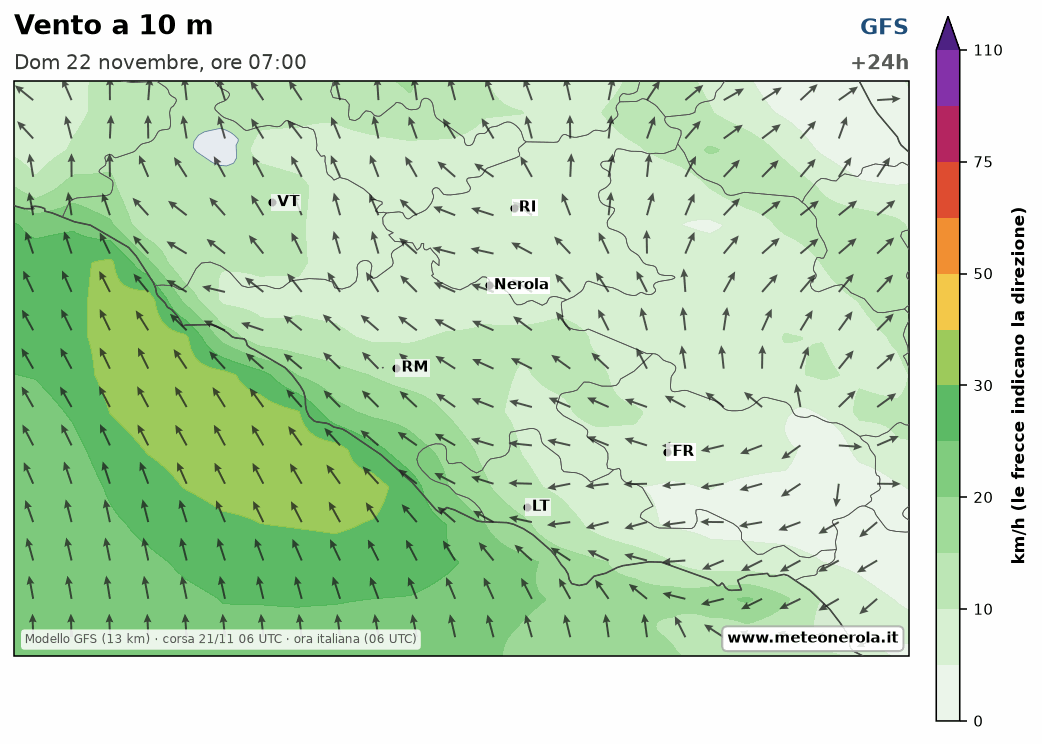 Vento a 10 m
GFS
Dom 22 novembre, ore 07:00
+24h
110
75
50
30
20
10
0
km/h (le frecce indicano la direzione)
VT
RI
Nerola
RM
FR
LT
Modello GFS (13 km) · corsa 21/11 06 UTC · ora italiana (06 UTC)
www.meteonerola.it